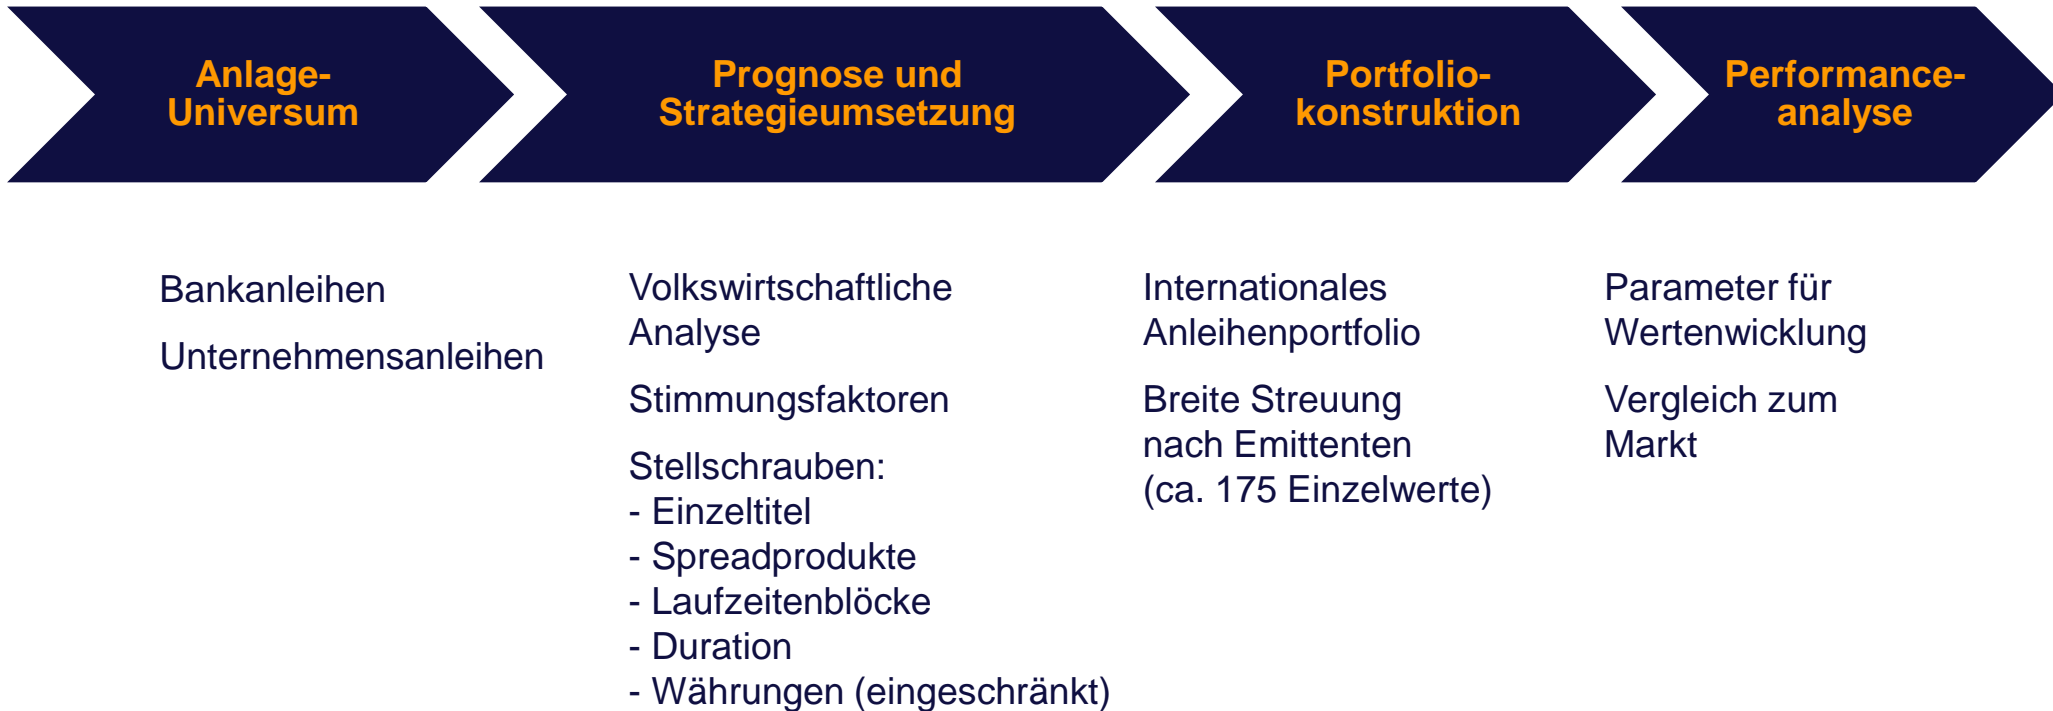 Anlage-
Universum
Prognose und
Strategieumsetzung
Portfolio-
konstruktion
Performance-
analyse
Bankanleihen
Unternehmensanleihen
Volkswirtschaftliche
Analyse
Stimmungsfaktoren
Stellschrauben:
- Einzeltitel
- Spreadprodukte
- Laufzeitenblöcke
- Duration
- Währungen (eingeschränkt)
Internationales
Anleihenportfolio
Breite Streuung
nach Emittenten
(ca. 175 Einzelwerte)
Parameter für
Wertenwicklung
Vergleich zum
Markt